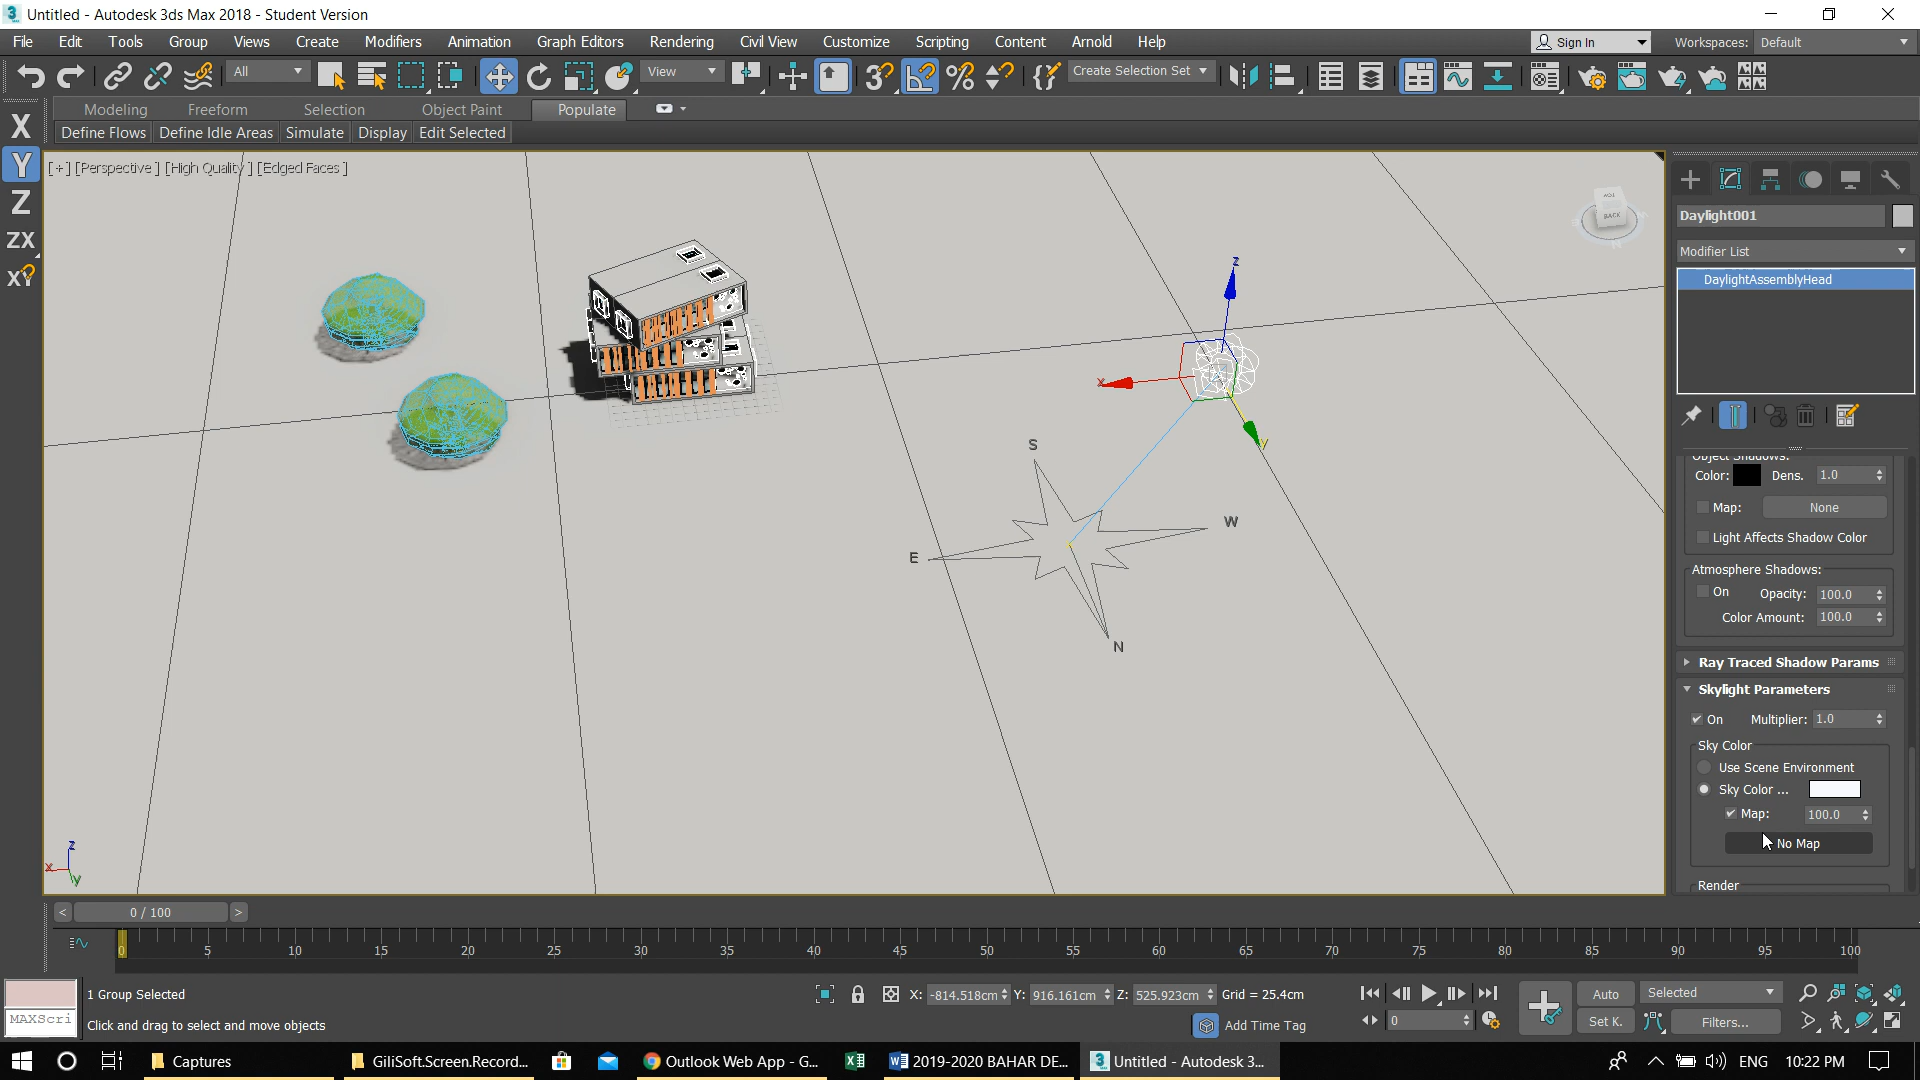 Untitled - Autodesk 3ds Max 2018 - Student Version
File Edit Tools Group Views Create Modifiers Animation Graph Editors Rendering Civil View Customize Scripting Content Arnold Help Sign In Workspaces: Default
All View Create Selection Set
Modeling Freeform Selection Object Paint Populate
Define Flows Define Idle Areas Simulate Display Edit Selected
X
Y
Z
ZX
XY
[+] [Perspective] [High Quality] [Edged Faces]
BACK
Daylight001
Modifier List
DaylightAssemblyHead
z
x
y
S
W
E
N
Object Shadows:
Color: Dens. 1.0
Map: None
Light Affects Shadow Color
Atmosphere Shadows:
On Opacity: 100.0
Color Amount: 100.0
Ray Traced Shadow Params
Skylight Parameters
On Multiplier: 1.0
Sky Color
Use Scene Environment
Sky Color ...
Map: 100.0
No Map
Render
z
x
y
< 0 / 100 >
0 5 10 15 20 25 30 35 40 45 50 55 60 65 70 75 80 85 90 95 100
1 Group Selected X: -814.518cm Y: 916.161cm Z: 525.923cm Grid = 25.4cm Auto Selected
MAXScri Click and drag to select and move objects Add Time Tag 0 Set K. Filters...
Captures GiliSoft.Screen.Record... Outlook Web App - G... 2019-2020 BAHAR DE... Untitled - Autodesk 3... ENG 10:22 PM